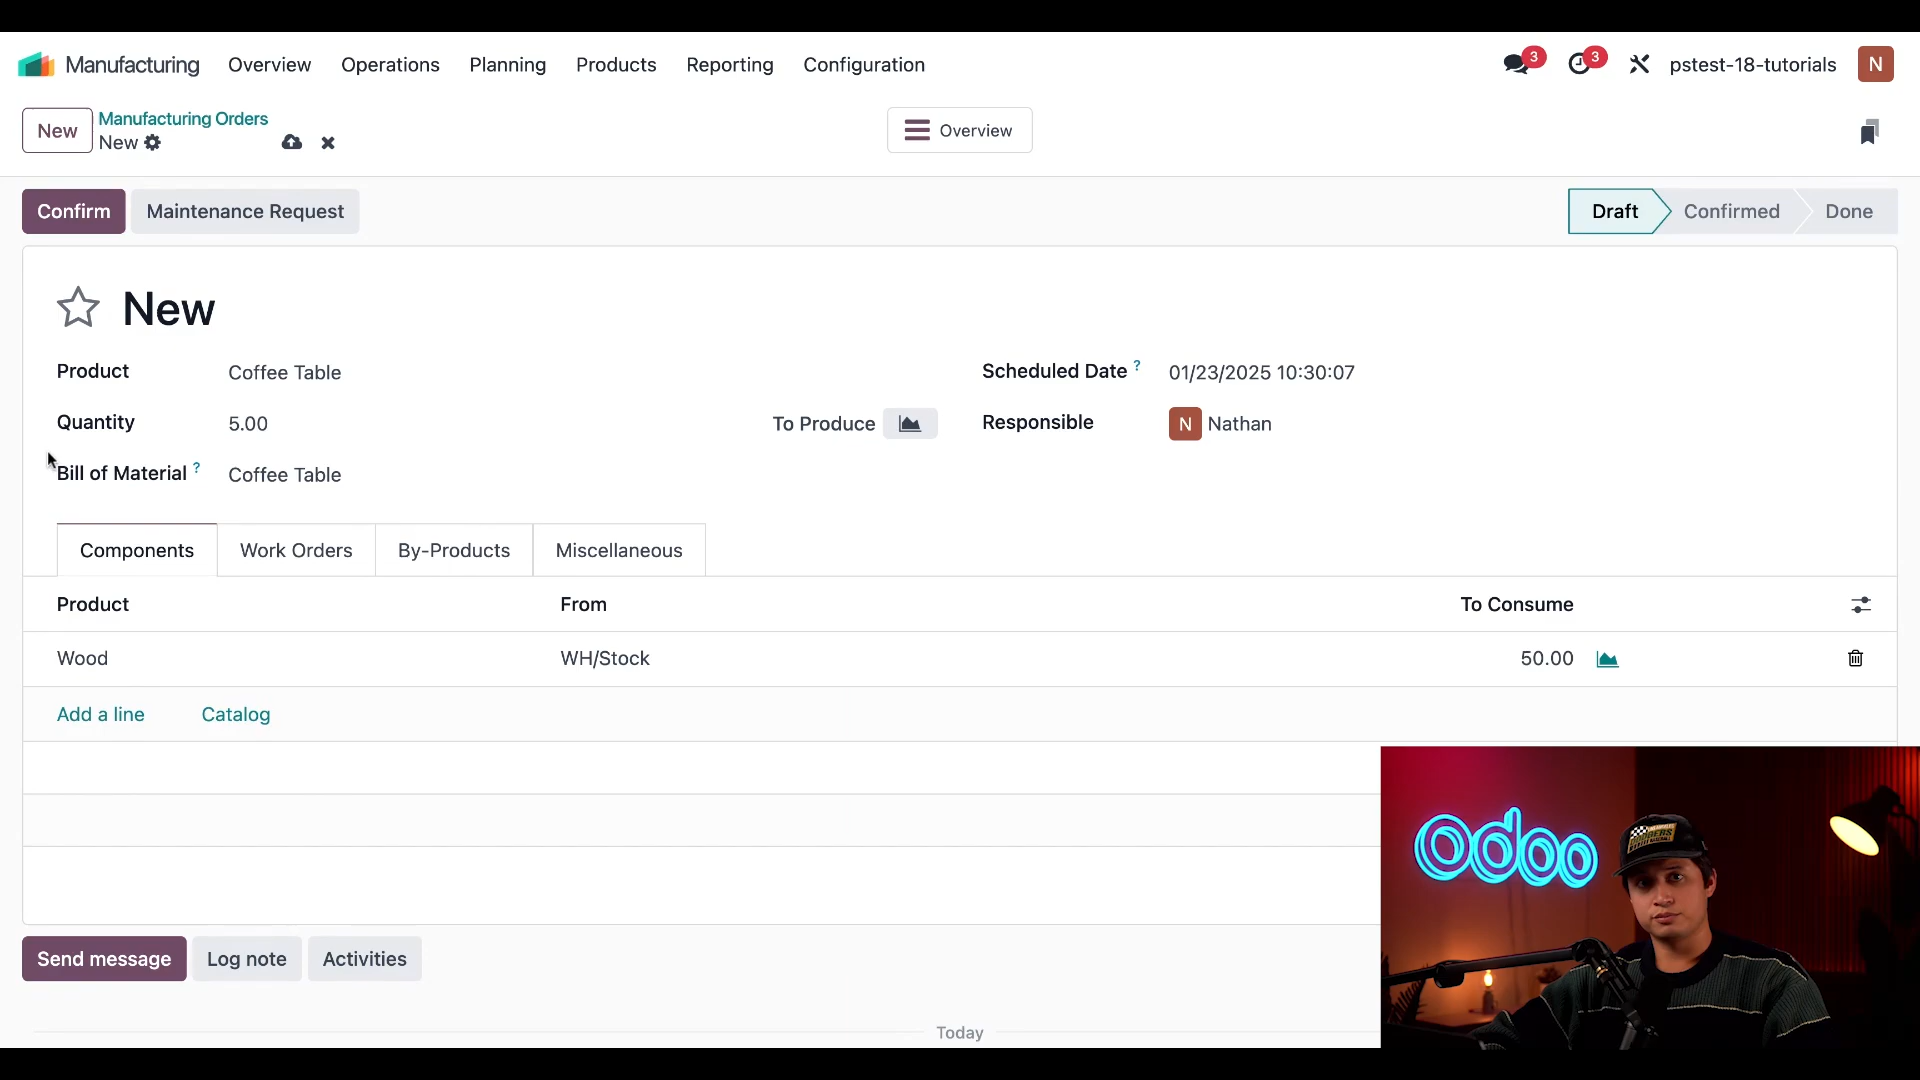 Manufacturing Overview Operations Planning Products Reporting Configuration 3 3 pstest-18-tutorials N
New Manufacturing Orders
New
Overview
Confirm Maintenance Request Draft Confirmed Done
New
Product Coffee Table Scheduled Date ? 01/23/2025 10:30:07
Quantity 5.00 To Produce Responsible N Nathan
Bill of Material ? Coffee Table
Components Work Orders By-Products Miscellaneous
Product From To Consume
Wood WH/Stock 50.00
Add a line Catalog
odoo
Send message Log note Activities
Today